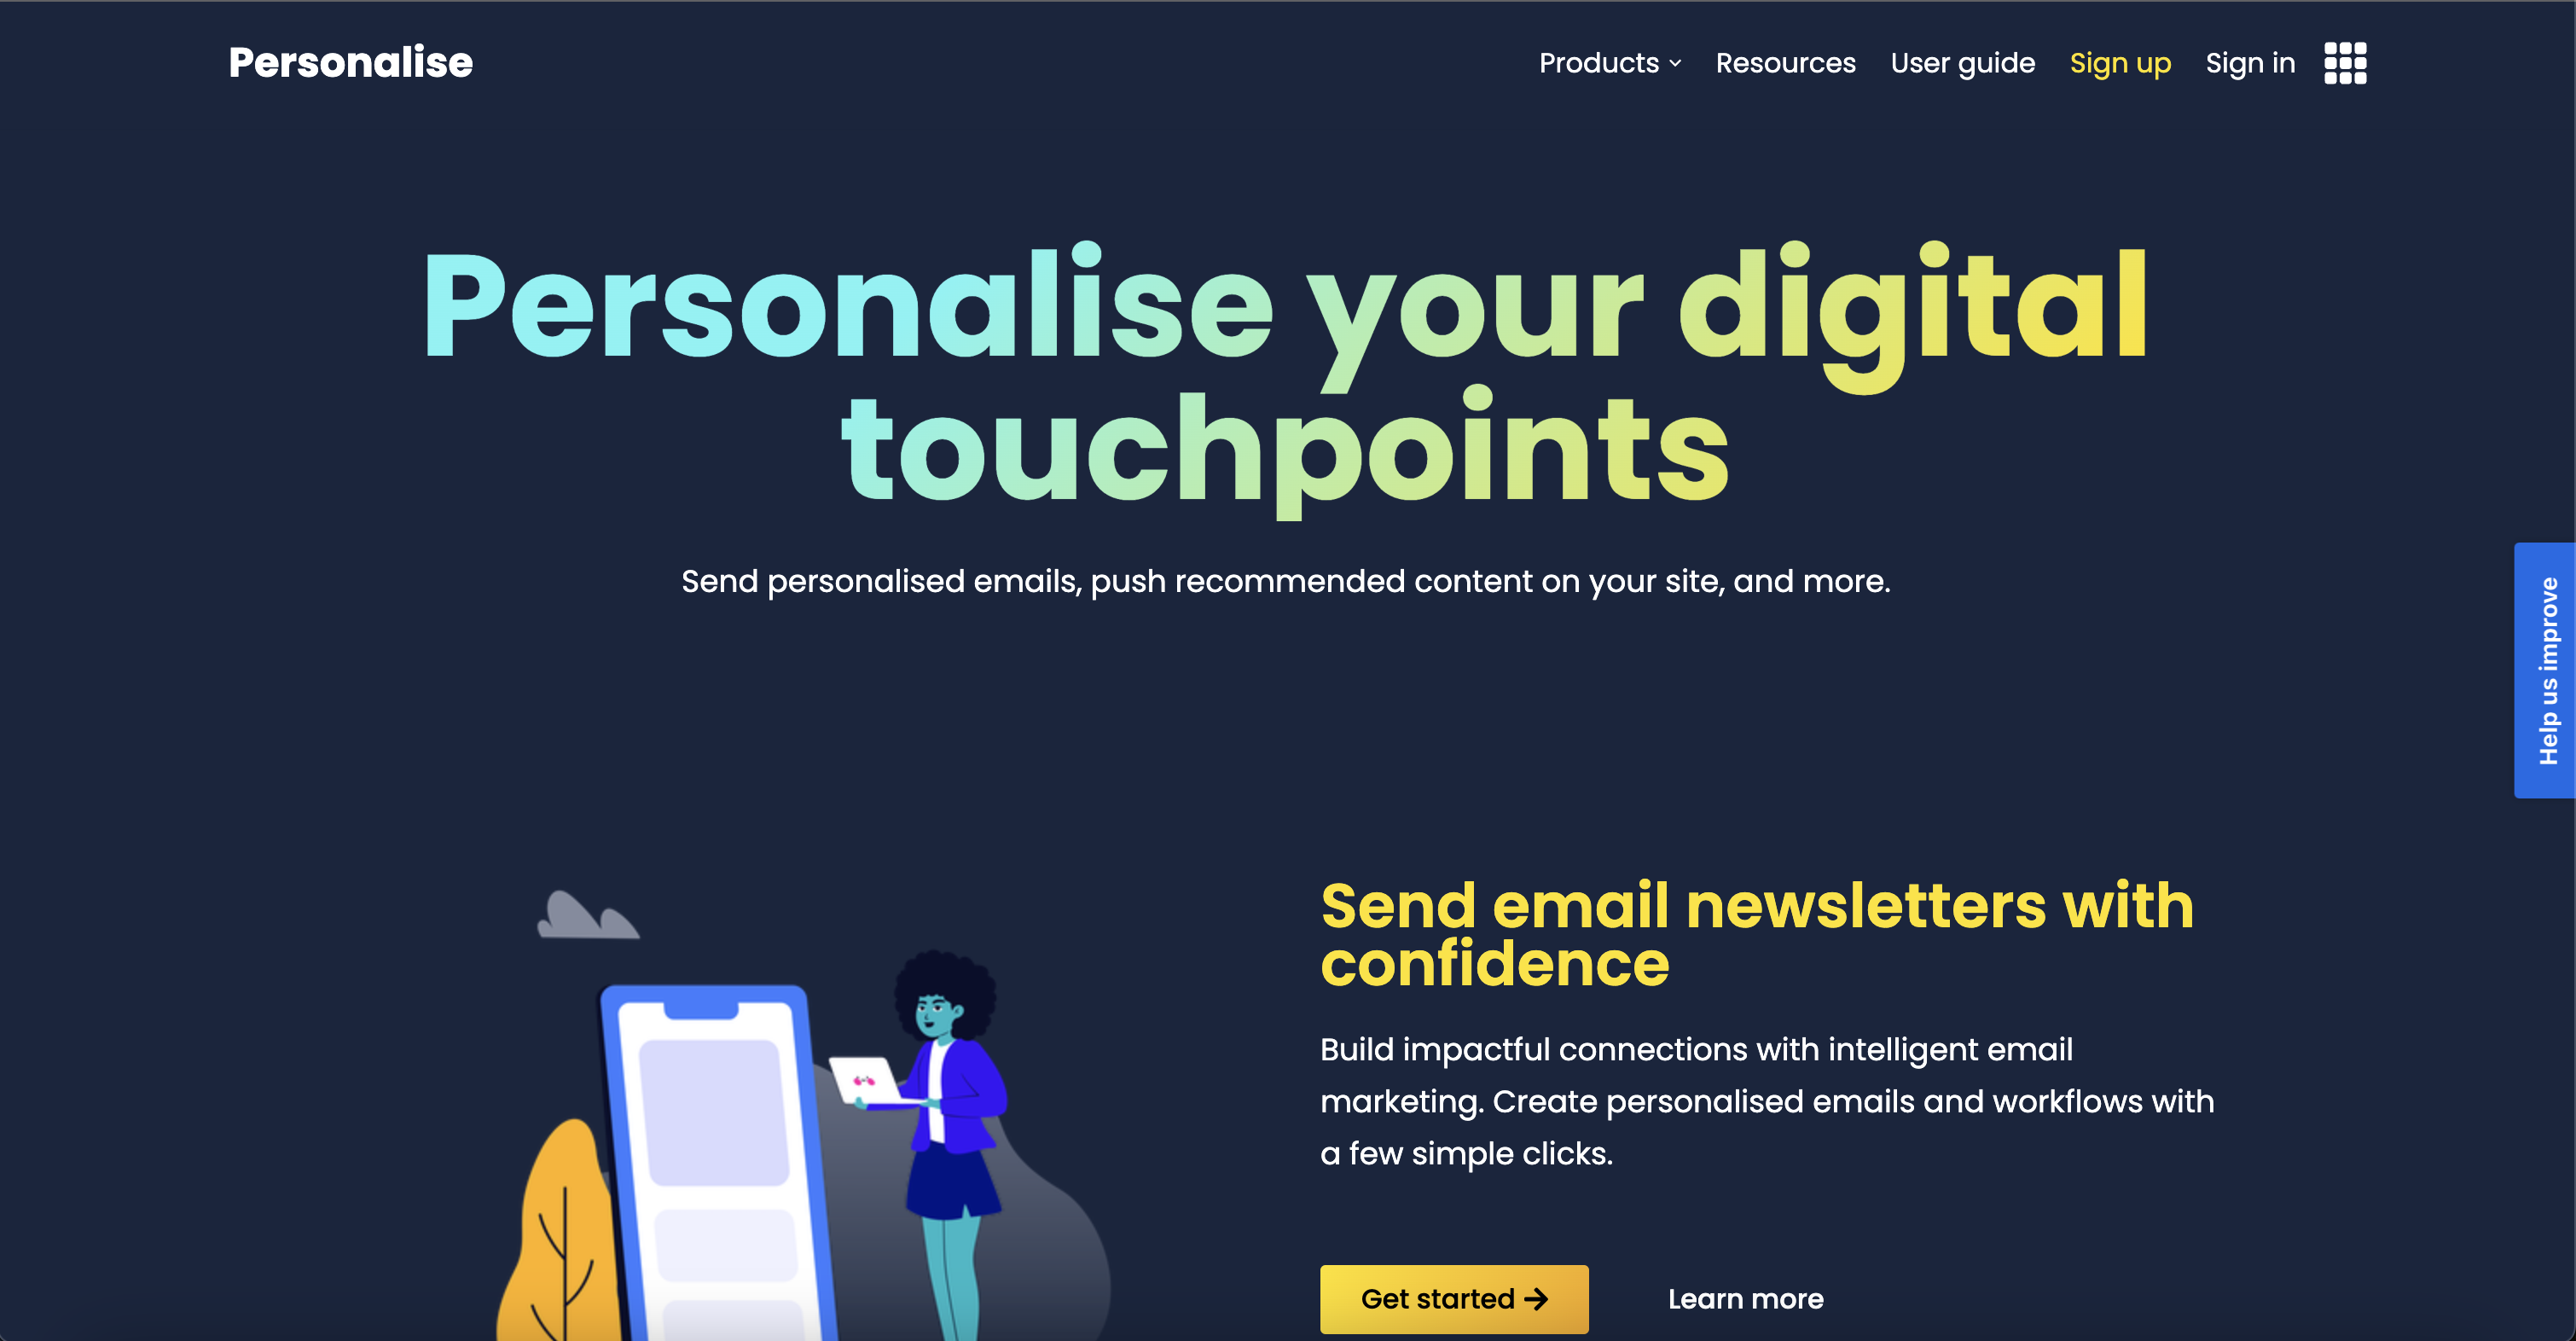 Personalise
Products
Resources
User guide
Sign up
Sign in
Personalise your digital
touchpoints
Send personalised emails, push recommended content on your site, and more.
Help us improve
Send email newsletters with
confidence
Build impactful connections with intelligent email
marketing. Create personalised emails and workflows with
a few simple clicks.
Get started
Learn more